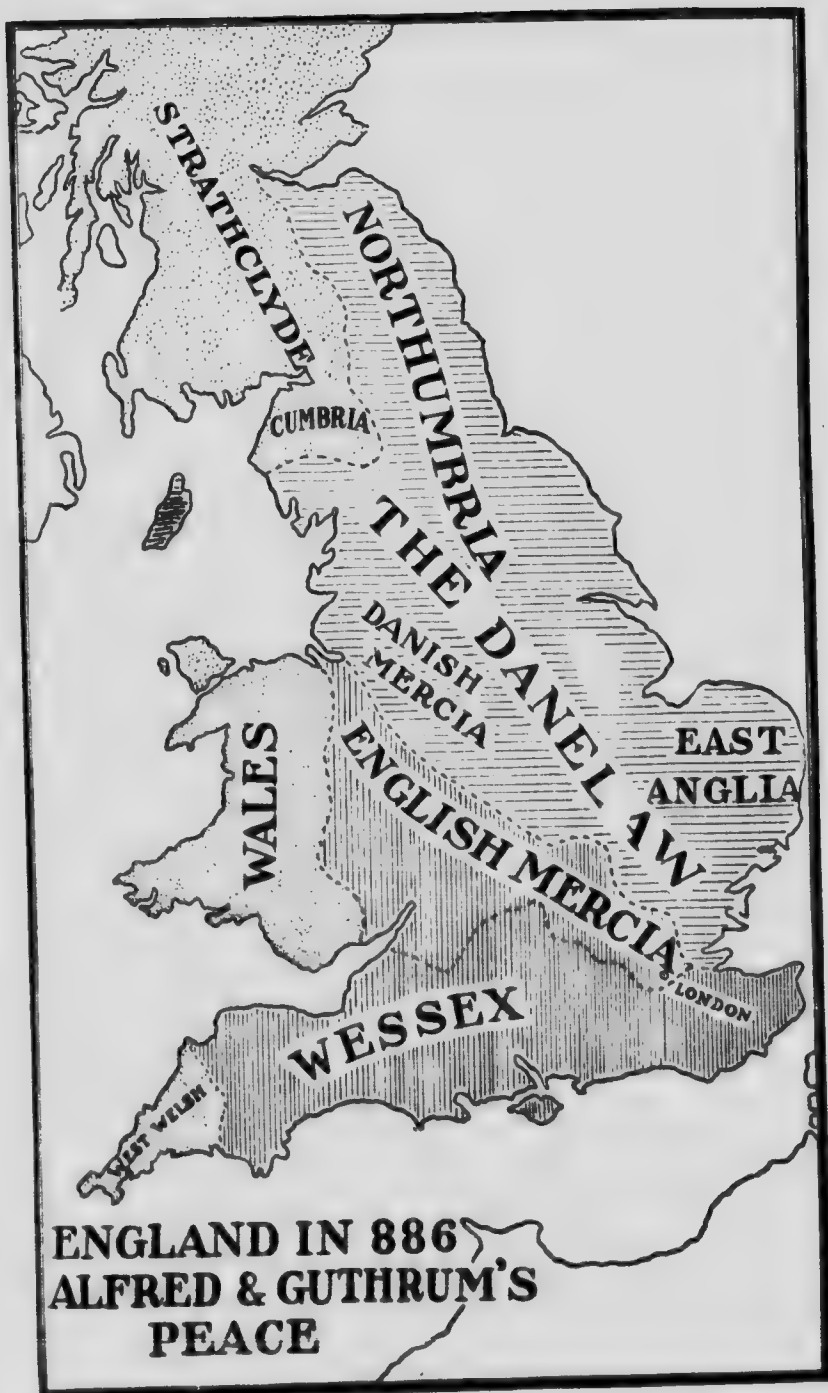 STRATHCLYDE
NORTHUMBRIA
CUMBRIA
THE DANELAW
DANISH
MERCIA
EAST
ANGLIA
WALES
ENGLISH MERCIA
LONDON
WESSEX
WEST WELSH
ENGLAND IN 886
ALFRED & GUTHRUM'S
PEACE